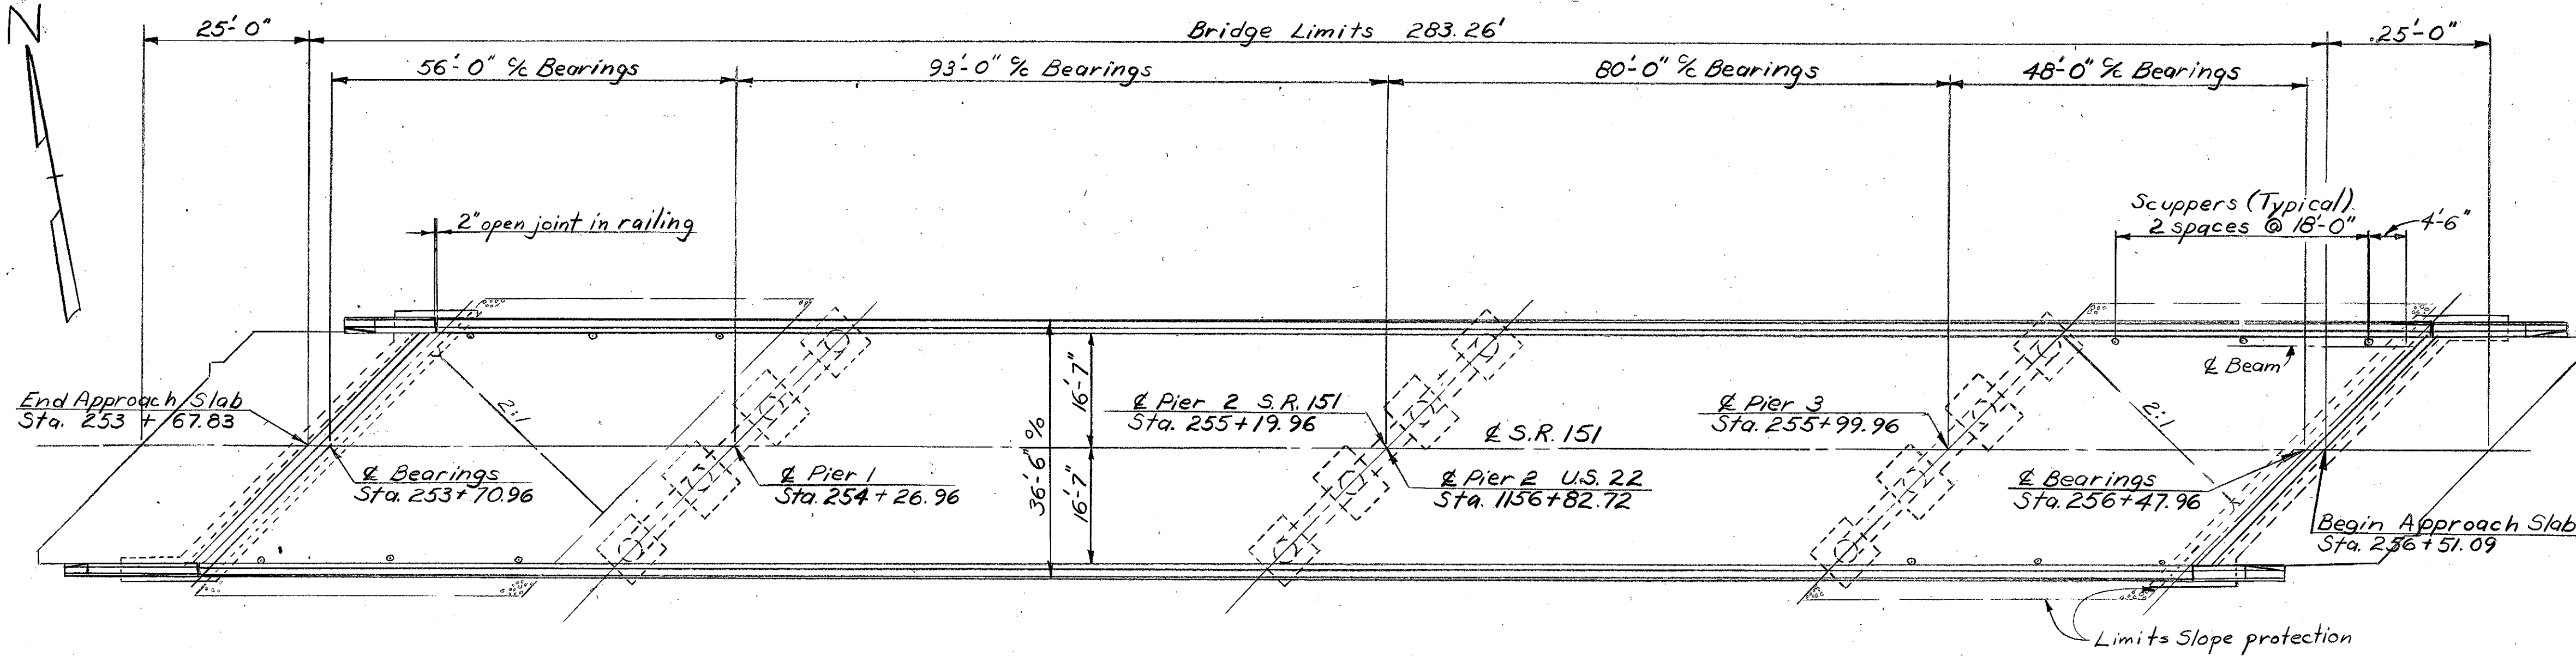 N
25'-0"
Bridge Limits 283.26'
25'-0"
56'-0" c/c Bearings
93'-0" c/c Bearings
80'-0" c/c Bearings
48'-0" c/c Bearings
2" open joint in railing
Scuppers (Typical)
2 spaces @ 18'-0"
4'-6"
℄ Beam
End Approach Slab
Sta. 253 + 67.83
2:1
16'-7"
36'-6" o/o
16'-7"
℄ Pier 2 S.R. 151
Sta. 255+19.96
℄ S.R. 151
℄ Pier 3
Sta. 255+99.96
2:1
℄ Bearings
Sta. 253+70.96
℄ Pier 1
Sta. 254 + 26.96
℄ Pier 2 U.S. 22
Sta. 1156+82.72
℄ Bearings
Sta. 256+47.96
Begin Approach Slab
Sta. 256+51.09
Limits Slope protection